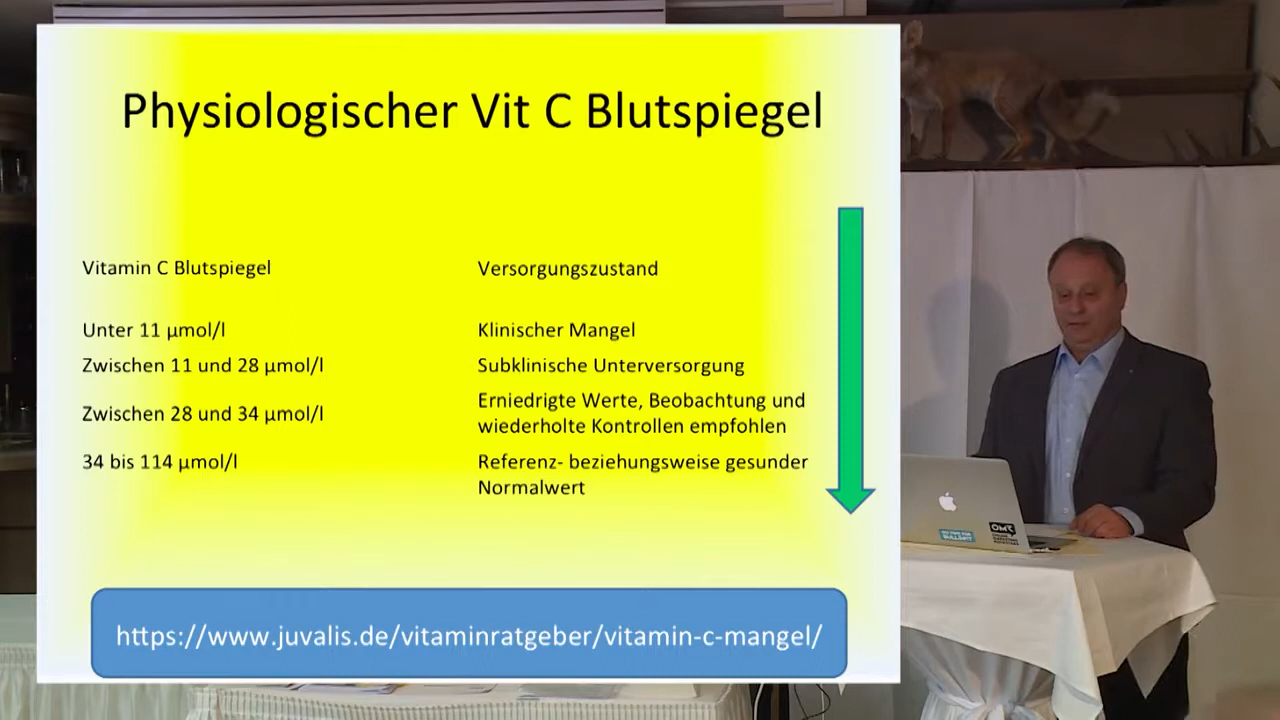 Physiologischer Vit C Blutspiegel
Vitamin C Blutspiegel
Versorgungszustand
Unter 11 µmol/l
Klinischer Mangel
Zwischen 11 und 28 µmol/l
Subklinische Unterversorgung
Zwischen 28 und 34 µmol/l
Erniedrigte Werte, Beobachtung und
wiederholte Kontrollen empfohlen
34 bis 114 µmol/l
Referenz- beziehungsweise gesunder
Normalwert
https://www.juvalis.de/vitaminratgeber/vitamin-c-mangel/
OMR